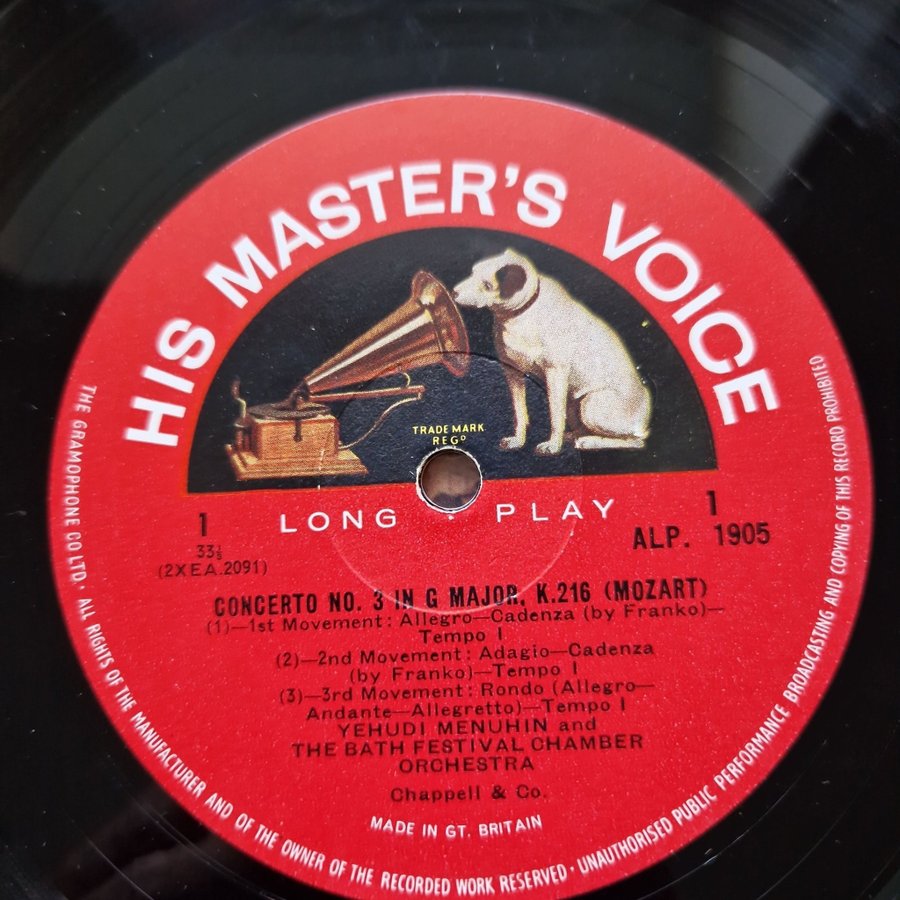 HIS MASTER'S VOICE
TRADE MARK
REGD
LONG PLAY
1
33⅓
(2XEA.2091)
1
ALP. 1905
CONCERTO NO. 3 IN G MAJOR, K.216 (MOZART)
(1)—1st Movement: Allegro—Cadenza (by Franko)—
Tempo I
(2)—2nd Movement: Adagio—Cadenza
(by Franko)—Tempo I
(3)—3rd Movement: Rondo (Allegro—
Andante—Allegretto)—Tempo I
YEHUDI MENUHIN and
THE BATH FESTIVAL CHAMBER
ORCHESTRA
Chappell & Co.
MADE IN GT. BRITAIN
THE GRAMOPHONE CO LTD · ALL RIGHTS OF THE MANUFACTURER AND OF THE OWNER OF THE RECORDED WORK RESERVED · UNAUTHORISED PUBLIC PERFORMANCE BROADCASTING AND COPYING OF THIS RECORD PROHIBITED